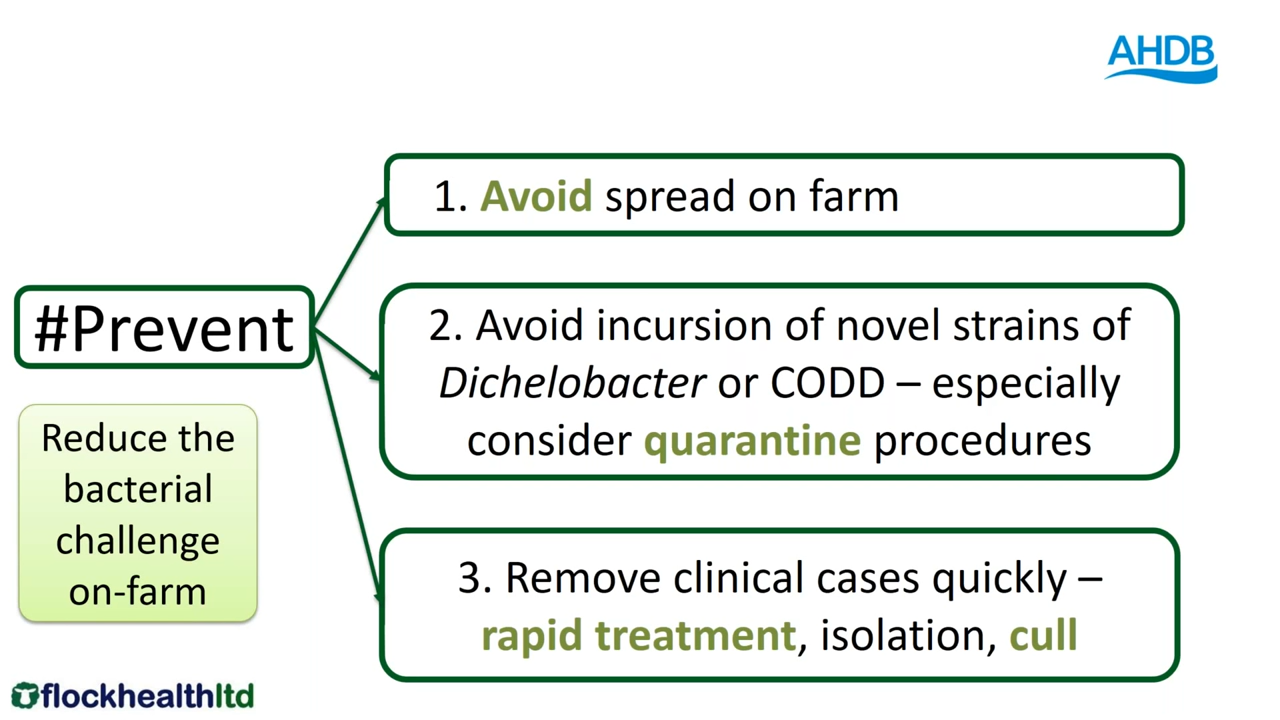 AHDB
1. Avoid spread on farm
#Prevent
2. Avoid incursion of novel strains of
Dichelobacter or CODD – especially
consider quarantine procedures
Reduce the
bacterial
challenge
on-farm
3. Remove clinical cases quickly –
rapid treatment, isolation, cull
flockhealthltd